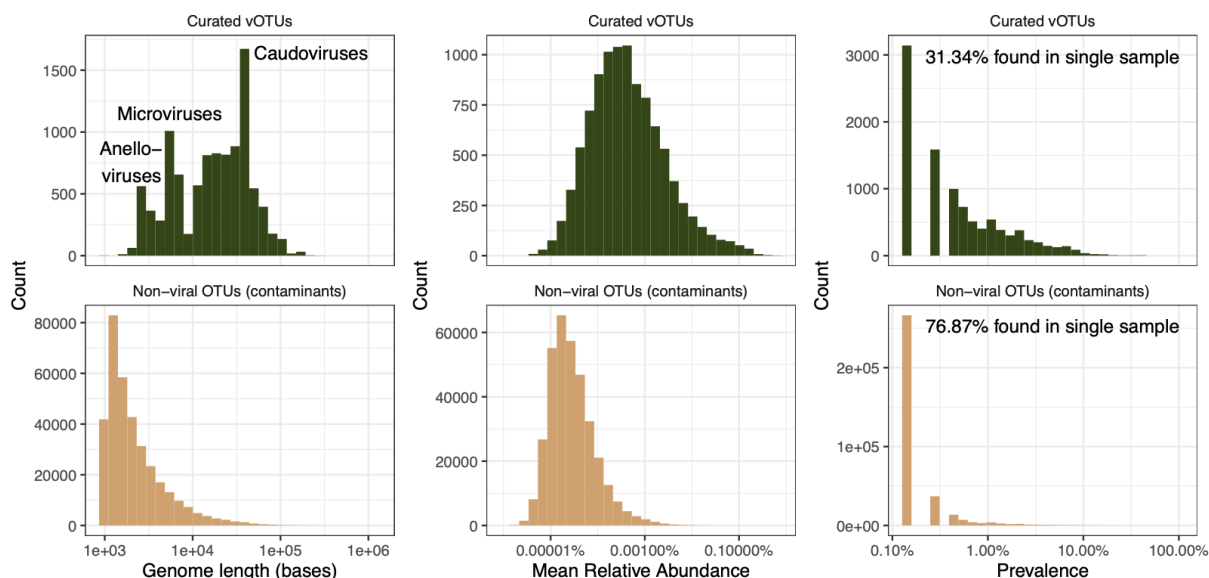 Curated vOTUs
Curated vOTUs
Curated vOTUs
1500
1000
500
0
Caudoviruses
Microviruses
Anello–
viruses
1000
750
500
250
0
3000
2000
1000
0
31.34% found in single sample
Count
Count
Count
Non–viral OTUs (contaminants)
Non–viral OTUs (contaminants)
Non–viral OTUs (contaminants)
80000
60000
40000
20000
0
60000
40000
20000
0
2e+05
1e+05
0e+00
76.87% found in single sample
1e+03
1e+04
1e+05
1e+06
0.00001%
0.00100%
0.10000%
0.10%
1.00%
10.00%
100.00%
Genome length (bases)
Mean Relative Abundance
Prevalence